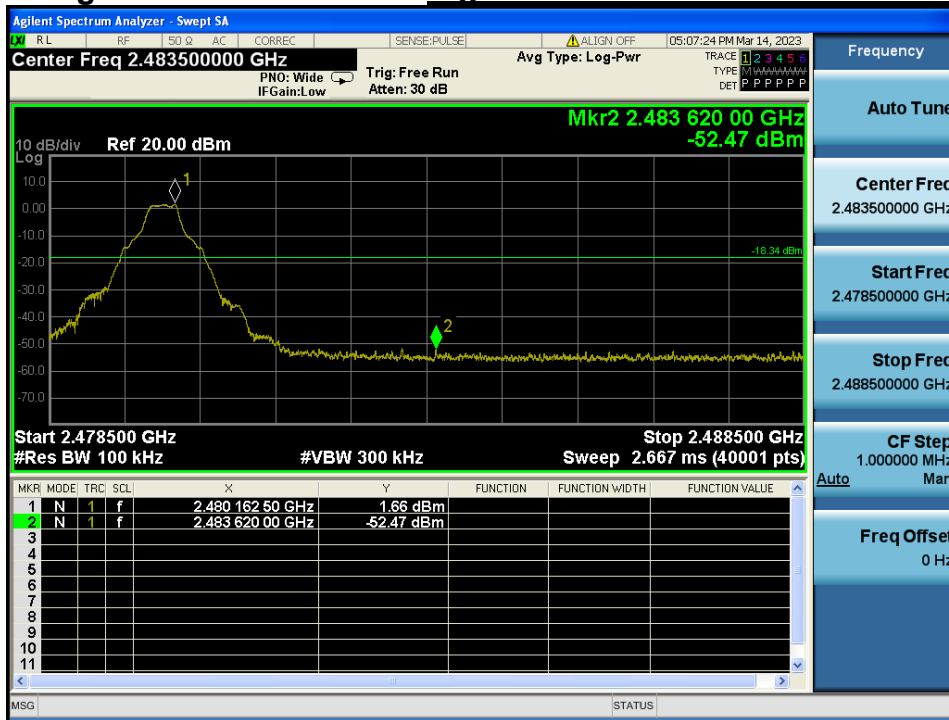 Agilent Spectrum Analyzer - Swept SA
LXI RL RF 50 Ω AC CORREC SENSE:PULSE ALIGN OFF 05:07:24 PM Mar 14, 2023
Center Freq 2.483500000 GHz
PNO: Wide
IFGain:Low
Trig: Free Run
Atten: 30 dB
Avg Type: Log-Pwr
TRACE 1 2 3 4 5 6
TYPE M
DET P P P P P P
Mkr2 2.483 620 00 GHz
-52.47 dBm
10 dB/div Ref 20.00 dBm
Log
10.0
0.00
-10.0
-20.0
-30.0
-40.0
-50.0
-60.0
-70.0
1
2
-18.34 dBm
Start 2.478500 GHz Stop 2.488500 GHz
#Res BW 100 kHz #VBW 300 kHz Sweep 2.667 ms (40001 pts)
MKR MODE TRC SCL X Y FUNCTION FUNCTION WIDTH FUNCTION VALUE
1 N 1 f 2.480 162 50 GHz 1.66 dBm
2 N 1 f 2.483 620 00 GHz -52.47 dBm
3
4
5
6
7
8
9
10
11
MSG STATUS
Frequency
Auto Tune
Center Freq
2.483500000 GHz
Start Freq
2.478500000 GHz
Stop Freq
2.488500000 GHz
CF Step
1.000000 MHz
Auto Man
Freq Offset
0 Hz